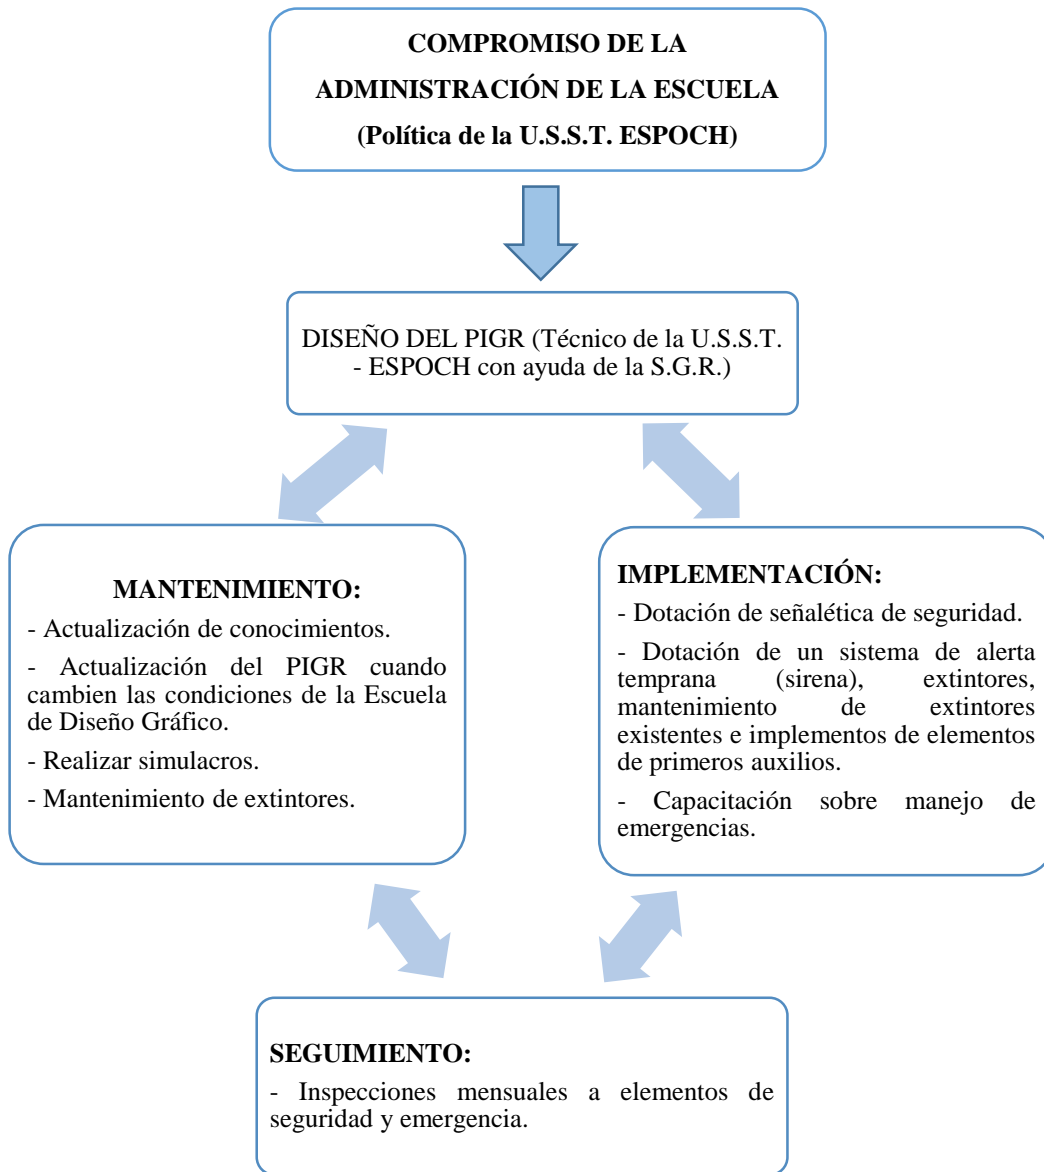 COMPROMISO DE LA
ADMINISTRACIÓN DE LA ESCUELA
(Política de la U.S.S.T. ESPOCH)
DISEÑO DEL PIGR (Técnico de la U.S.S.T.
- ESPOCH con ayuda de la S.G.R.)
MANTENIMIENTO:
- Actualización de conocimientos.
- Actualización del PIGR cuando
cambien las condiciones de la Escuela
de Diseño Gráfico.
- Realizar simulacros.
- Mantenimiento de extintores.
IMPLEMENTACIÓN:
- Dotación de señalética de seguridad.
- Dotación de un sistema de alerta
temprana (sirena), extintores,
mantenimiento de extintores
existentes e implementos de elementos
de primeros auxilios.
- Capacitación sobre manejo de
emergencias.
SEGUIMIENTO:
- Inspecciones mensuales a elementos de
seguridad y emergencia.